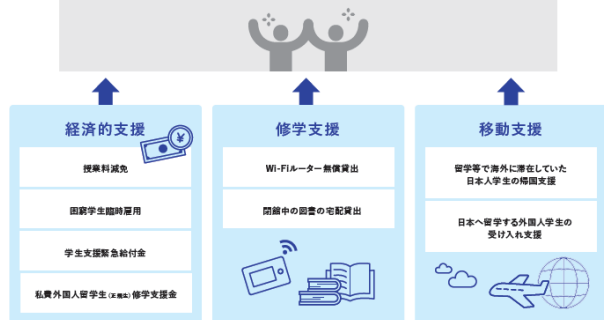 経済的支援
¥
授業料減免
困窮学生臨時雇用
学生支援緊急給付金
私費外国人留学生(正規生)修学支援金
修学支援
Wi-Fiルーター無償貸出
閉館中の図書の宅配貸出
移動支援
留学等で海外に滞在していた
日本人学生の帰国支援
日本へ留学する外国人学生の
受け入れ支援